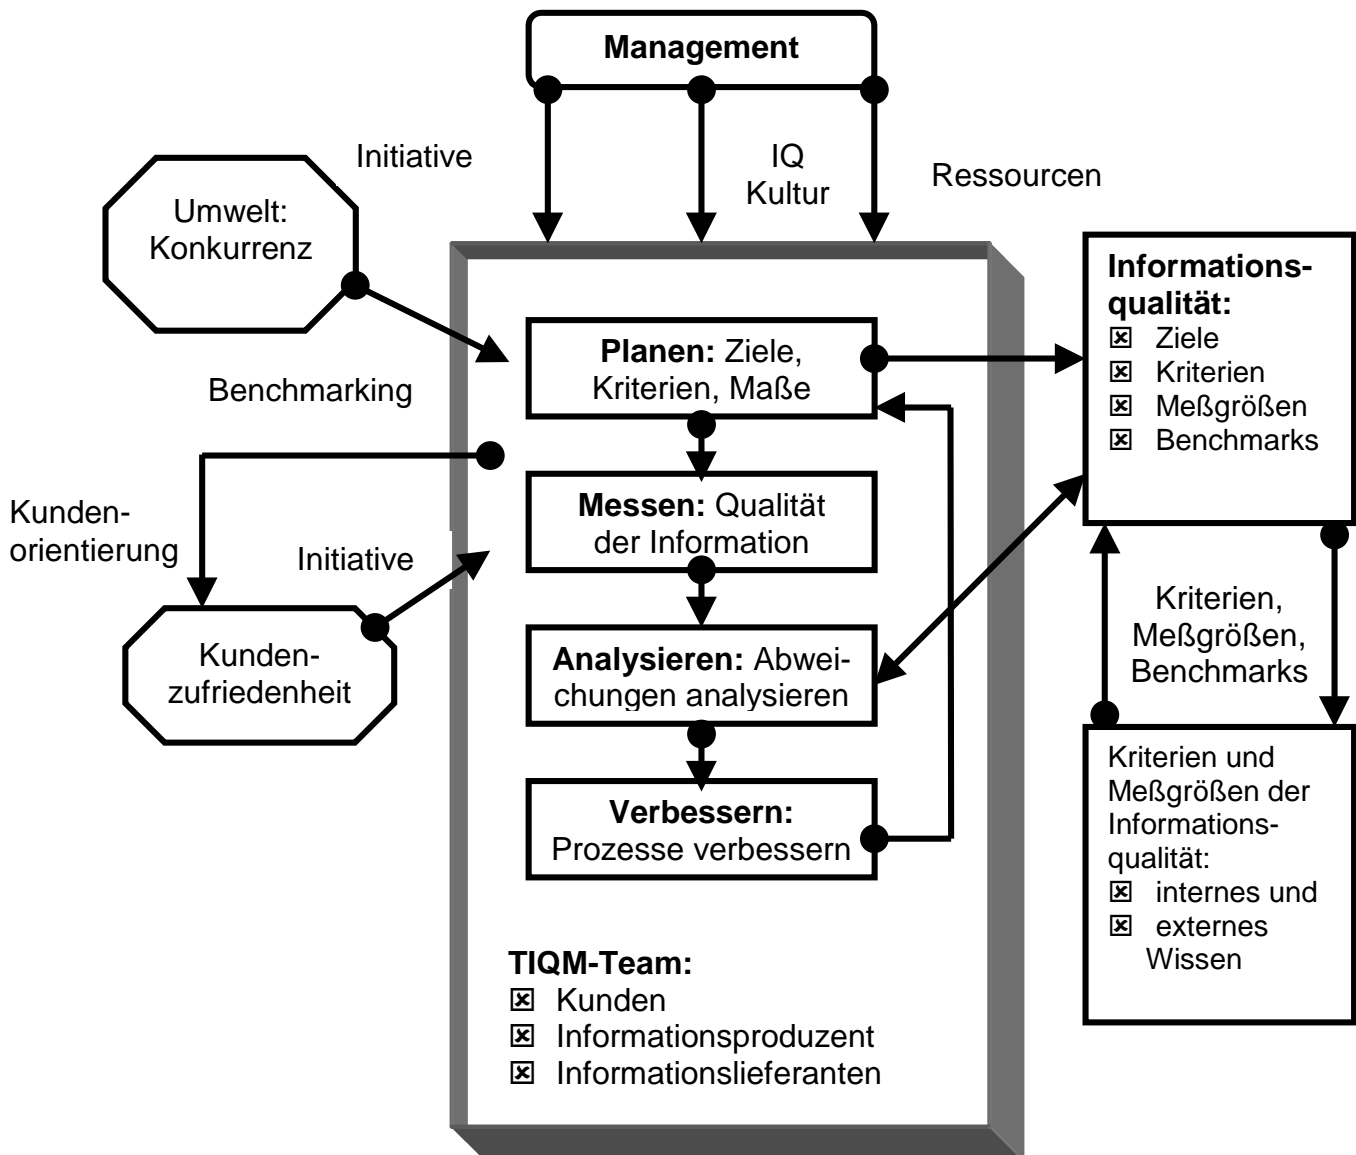 Management
Initiative
IQ
Kultur
Ressourcen
Umwelt:
Konkurrenz
Benchmarking
Kunden-
orientierung
Initiative
Kunden-
zufriedenheit
Planen: Ziele,
Kriterien, Maße
Messen: Qualität
der Information
Analysieren: Abwei-
chungen analysieren
Verbessern:
Prozesse verbessern
TIQM-Team:
Kunden
Informationsproduzent
Informationslieferanten
Informations-
qualität:
Ziele
Kriterien
Meßgrößen
Benchmarks
Kriterien,
Meßgrößen,
Benchmarks
Kriterien und
Meßgrößen der
Informations-
qualität:
internes und
externes
Wissen